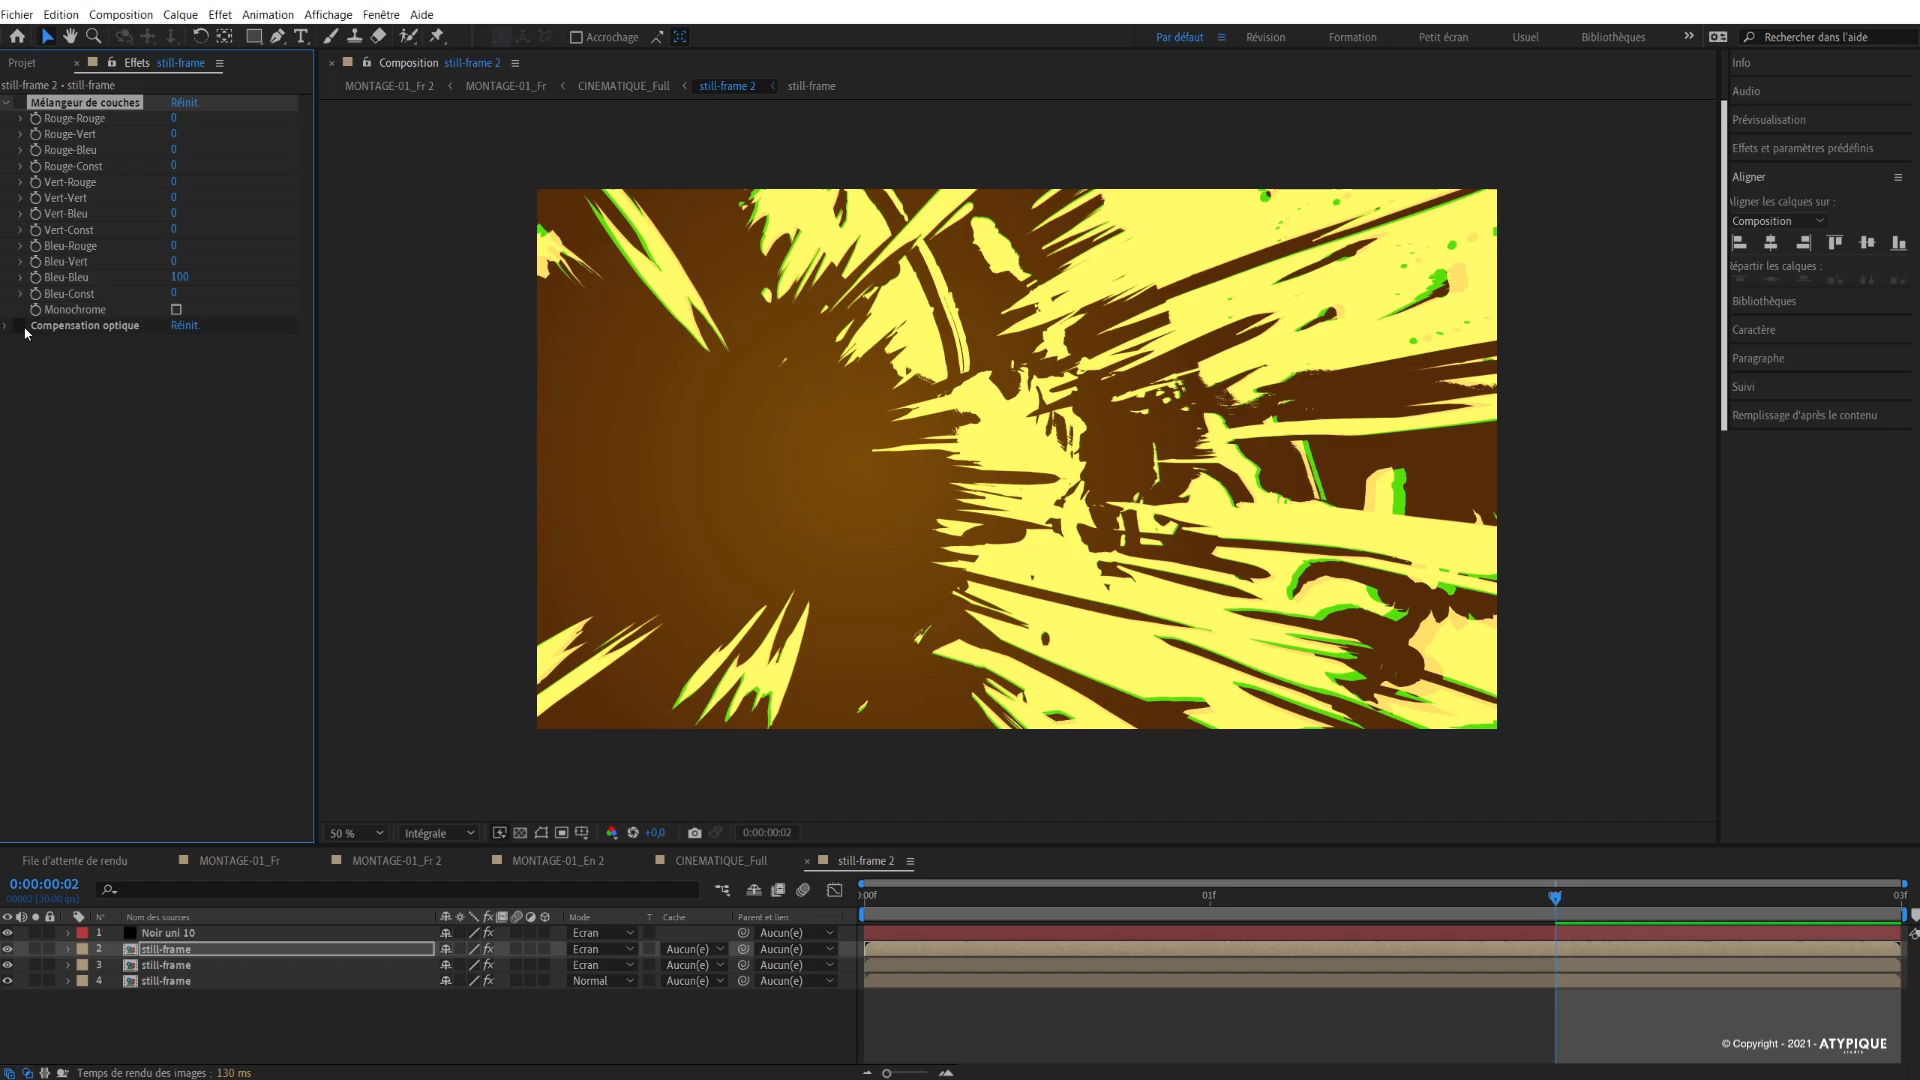 Fichier Edition Composition Calque Effet Animation Affichage Fenêtre Aide
Accrochage
Par défaut Révision Formation Petit écran Usuel Bibliothèques Rechercher dans l'aide
Projet Effets still-frame
still-frame 2 • still-frame
Mélangeur de couches Réinit.
Rouge-Rouge 0
Rouge-Vert 0
Rouge-Bleu 0
Rouge-Const 0
Vert-Rouge 0
Vert-Vert 0
Vert-Bleu 0
Vert-Const 0
Bleu-Rouge 0
Bleu-Vert 0
Bleu-Bleu 100
Bleu-Const 0
Monochrome
Compensation optique Réinit.
Composition still-frame 2
MONTAGE-01_Fr 2 MONTAGE-01_Fr CINEMATIQUE_Full still-frame 2 still-frame
50 % Intégrale +0,0 0:00:00:02
Info
Audio
Prévisualisation
Effets et paramètres prédéfinis
Aligner
Aligner les calques sur :
Composition
Répartir les calques :
Bibliothèques
Caractère
Paragraphe
Suivi
Remplissage d'après le contenu
File d'attente de rendu MONTAGE-01_Fr MONTAGE-01_Fr 2 MONTAGE-01_En 2 CINEMATIQUE_Full still-frame 2
0:00:00:02
00002 (30.00 ips)
01f 03f
N° Nom des sources Mode T Cache Parent et lien
1 Noir uni 10 Ecran Aucun(e)
2 still-frame Ecran Aucun(e) Aucun(e)
3 still-frame Ecran Aucun(e) Aucun(e)
4 still-frame Normal Aucun(e) Aucun(e)
© Copyright - 2021- ATYPIQUE
studio
Temps de rendu des images : 130 ms